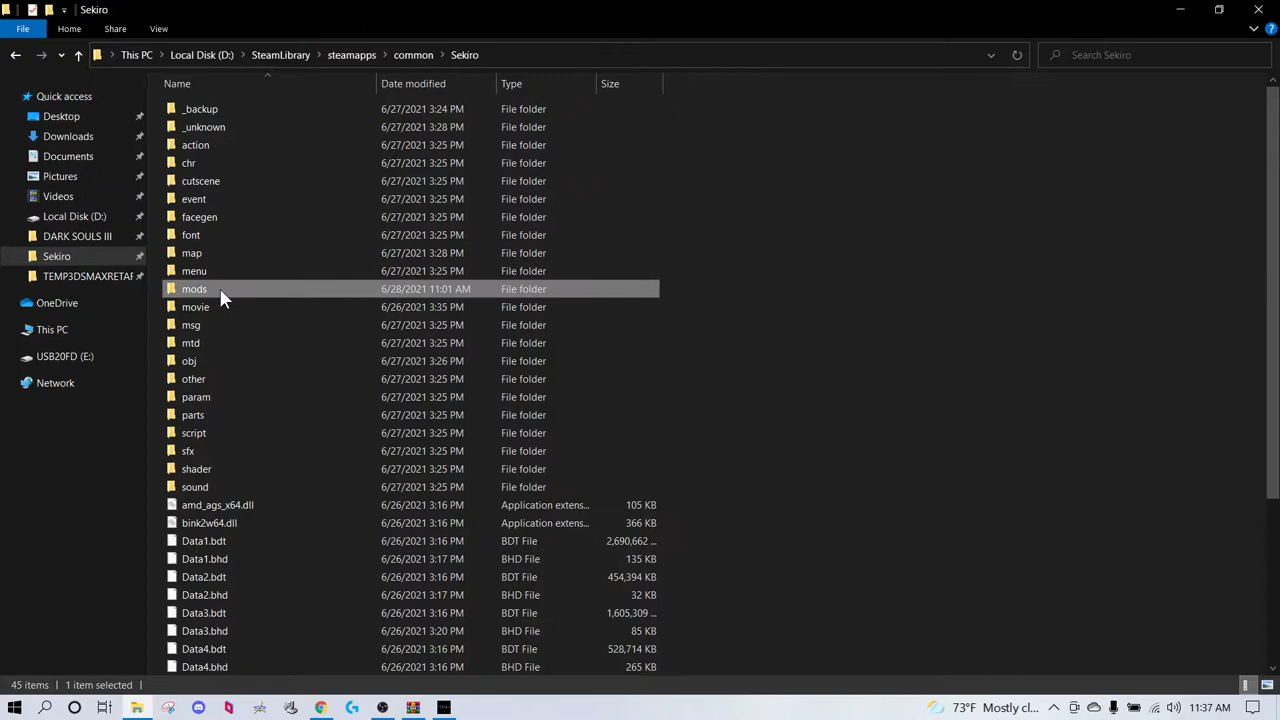 Sekiro
File Home Share View
This PC Local Disk (D:) SteamLibrary steamapps common Sekiro Search Sekiro
Name Date modified Type Size
Quick access
Desktop
Downloads
Documents
Pictures
Videos
Local Disk (D:)
DARK SOULS III
Sekiro
TEMP3DSMAXRETAR
OneDrive
This PC
USB20FD (E:)
Network
_backup 6/27/2021 3:24 PM File folder
_unknown 6/27/2021 3:28 PM File folder
action 6/27/2021 3:25 PM File folder
chr 6/27/2021 3:25 PM File folder
cutscene 6/27/2021 3:25 PM File folder
event 6/27/2021 3:25 PM File folder
facegen 6/27/2021 3:25 PM File folder
font 6/27/2021 3:25 PM File folder
map 6/27/2021 3:28 PM File folder
menu 6/27/2021 3:25 PM File folder
mods 6/28/2021 11:01 AM File folder
movie 6/26/2021 3:35 PM File folder
msg 6/27/2021 3:25 PM File folder
mtd 6/27/2021 3:25 PM File folder
obj 6/27/2021 3:26 PM File folder
other 6/27/2021 3:25 PM File folder
param 6/27/2021 3:25 PM File folder
parts 6/27/2021 3:25 PM File folder
script 6/27/2021 3:25 PM File folder
sfx 6/27/2021 3:25 PM File folder
shader 6/27/2021 3:25 PM File folder
sound 6/27/2021 3:25 PM File folder
amd_ags_x64.dll 6/26/2021 3:16 PM Application extens... 105 KB
bink2w64.dll 6/26/2021 3:16 PM Application extens... 366 KB
Data1.bdt 6/26/2021 3:16 PM BDT File 2,690,662 ...
Data1.bhd 6/26/2021 3:17 PM BHD File 135 KB
Data2.bdt 6/26/2021 3:16 PM BDT File 454,394 KB
Data2.bhd 6/26/2021 3:17 PM BHD File 32 KB
Data3.bdt 6/26/2021 3:16 PM BDT File 1,605,309 ...
Data3.bhd 6/26/2021 3:20 PM BHD File 85 KB
Data4.bdt 6/26/2021 3:16 PM BDT File 528,714 KB
Data4.bhd 6/26/2021 3:16 PM BHD File 265 KB
45 items 1 item selected
73°F Mostly cl... 11:37 AM